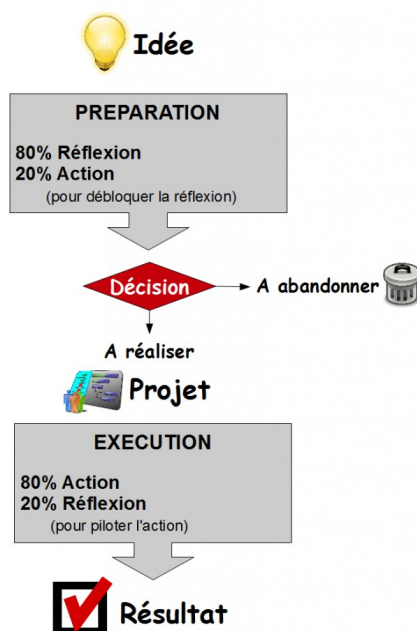 Idée
PREPARATION
80% Réflexion
20% Action
(pour débloquer la réflexion)
Décision
A abandonner
A réaliser
Projet
EXECUTION
80% Action
20% Réflexion
(pour piloter l'action)
Résultat